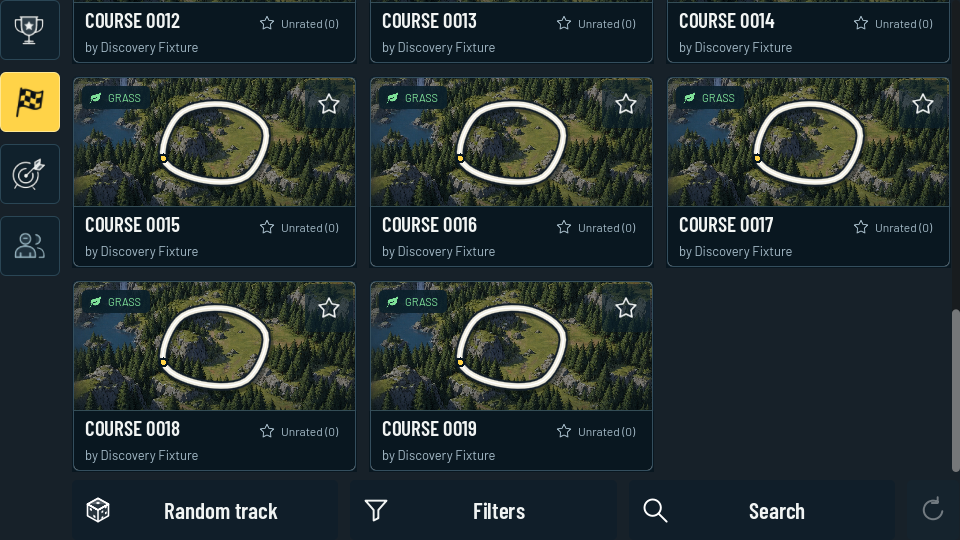 COURSE 0012
Unrated (0)
by Discovery Fixture
COURSE 0013
Unrated (0)
by Discovery Fixture
COURSE 0014
Unrated (0)
by Discovery Fixture
GRASS
COURSE 0015
Unrated (0)
by Discovery Fixture
GRASS
COURSE 0016
Unrated (0)
by Discovery Fixture
GRASS
COURSE 0017
Unrated (0)
by Discovery Fixture
GRASS
COURSE 0018
Unrated (0)
by Discovery Fixture
GRASS
COURSE 0019
Unrated (0)
by Discovery Fixture
Random track
Filters
Search